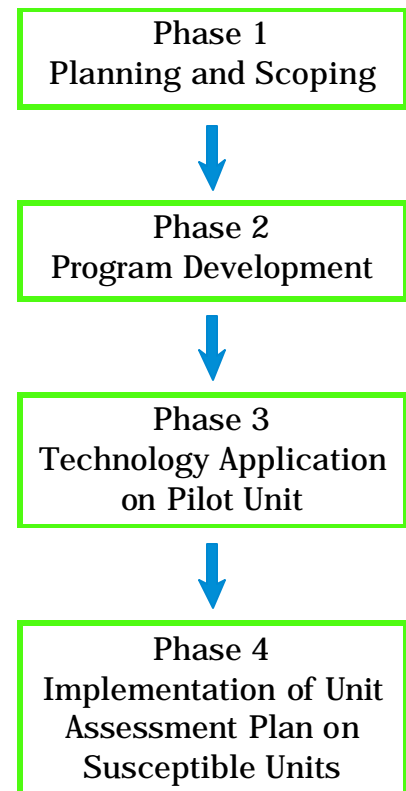 Phase 1
Planning and Scoping
Phase 2
Program Development
Phase 3
Technology Application
on Pilot Unit
Phase 4
Implementation of Unit
Assessment Plan on
Susceptible Units